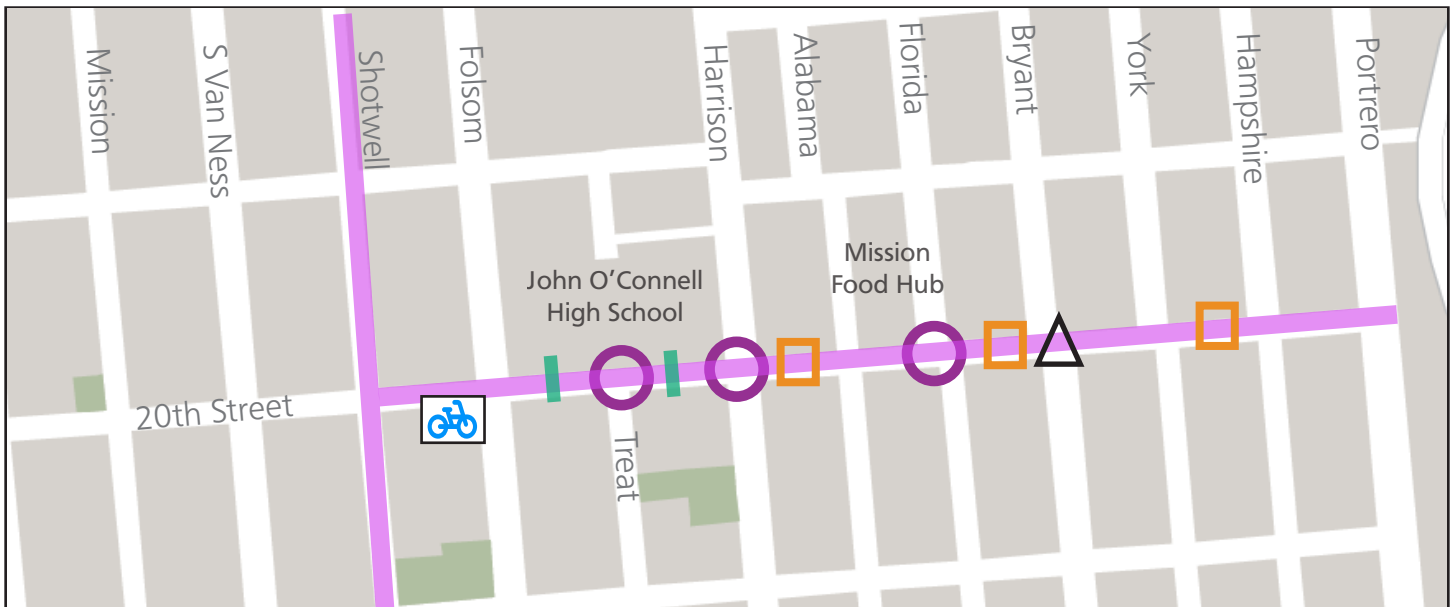 Mission
S Van Ness
Shotwell
Folsom
Harrison
Alabama
Florida
Bryant
York
Hampshire
Portrero
Mission
Food Hub
John O’Connell
High School
20th Street
Treat